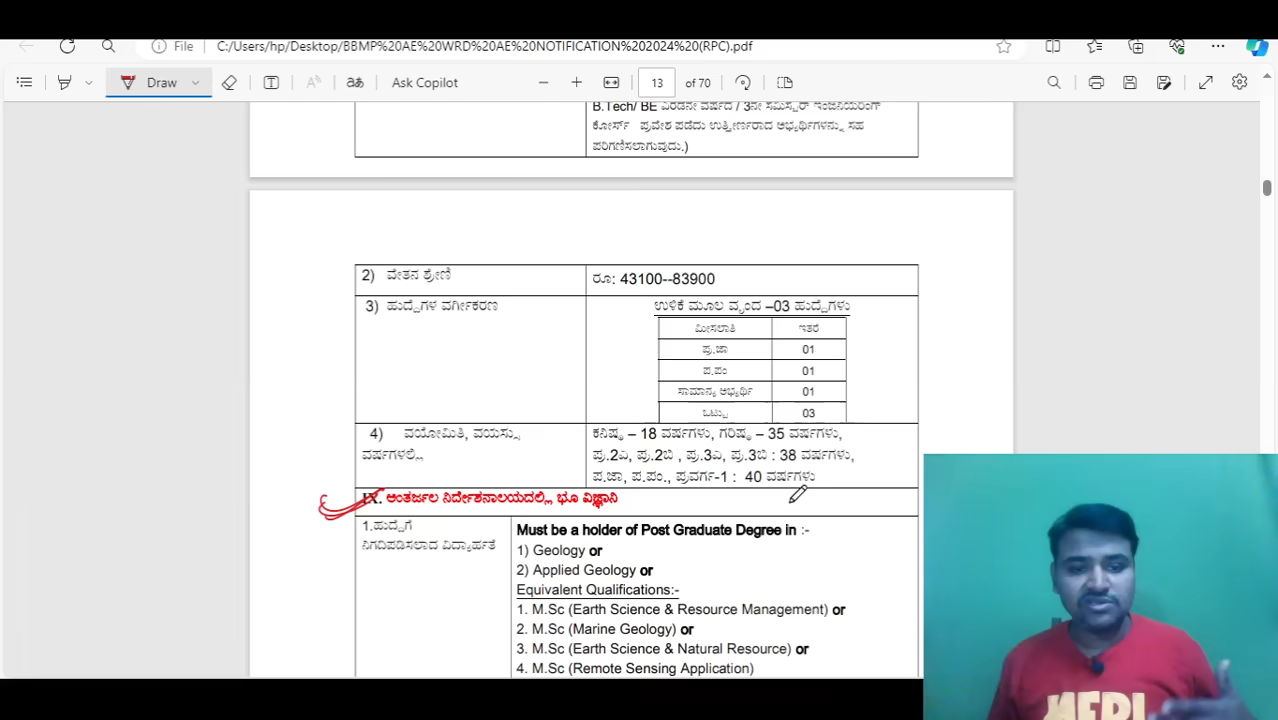 File C:/Users/hp/Desktop/BBMP%20AE%20WRD%20AE%20NOTIFICATION%202024%20(RPC).pdf
Draw Ask Copilot 13 of 70
B.Tech/ BE ಎರಡನೇ ವರ್ಷದ / 3ನೇ ಸಮಿಸ್ಟರ್ ಇಂಜಿನಿಯರಿಂಗ್
ಕೋರ್ಸ್ ಪ್ರವೇಶ ಪಡೆದು ಉತ್ತೀರ್ಣರಾದ ಅಭ್ಯರ್ಥಿಗಳನ್ನು ಸಹ
ಪರಿಗಣಿಸಲಾಗುವುದು.)
2) ವೇತನ ಶ್ರೇಣಿ ರೂ: 43100--83900
3) ಹುದ್ದೆಗಳ ವರ್ಗೀಕರಣ ಉಳಿಕೆ ಮೂಲ ವೃಂದ –03 ಹುದ್ದೆಗಳು
ಮೀಸಲಾತಿ ಇತರೆ
ಪ್ರ.ಜಾ 01
ಪ.ಪಂ 01
ಸಾಮಾನ್ಯ ಅಭ್ಯರ್ಥಿ 01
ಒಟ್ಟು 03
4) ವಯೋಮಿತಿ, ವಯಸ್ಸು ಕನಿಷ್ಠ – 18 ವರ್ಷಗಳು, ಗರಿಷ್ಠ – 35 ವರ್ಷಗಳು,
ವರ್ಷಗಳಲ್ಲಿ ಪ್ರ.2ಎ, ಪ್ರ.2ಬಿ , ಪ್ರ.3ಎ, ಪ್ರ.3ಬಿ : 38 ವರ್ಷಗಳು,
ಪ.ಜಾ, ಪ.ಪಂ., ಪ್ರವರ್ಗ-1 : 40 ವರ್ಷಗಳು
IX. ಅಂತರ್ಜಲ ನಿರ್ದೇಶನಾಲಯದಲ್ಲಿ ಭೂ ವಿಜ್ಞಾನಿ
1.ಹುದ್ದೆಗೆ Must be a holder of Post Graduate Degree in :-
ನಿಗದಿಪಡಿಸಲಾದ ವಿದ್ಯಾರ್ಹತೆ 1) Geology or
2) Applied Geology or
Equivalent Qualifications:-
1. M.Sc (Earth Science & Resource Management) or
2. M.Sc (Marine Geology) or
3. M.Sc (Earth Science & Natural Resource) or
4. M.Sc (Remote Sensing Application)